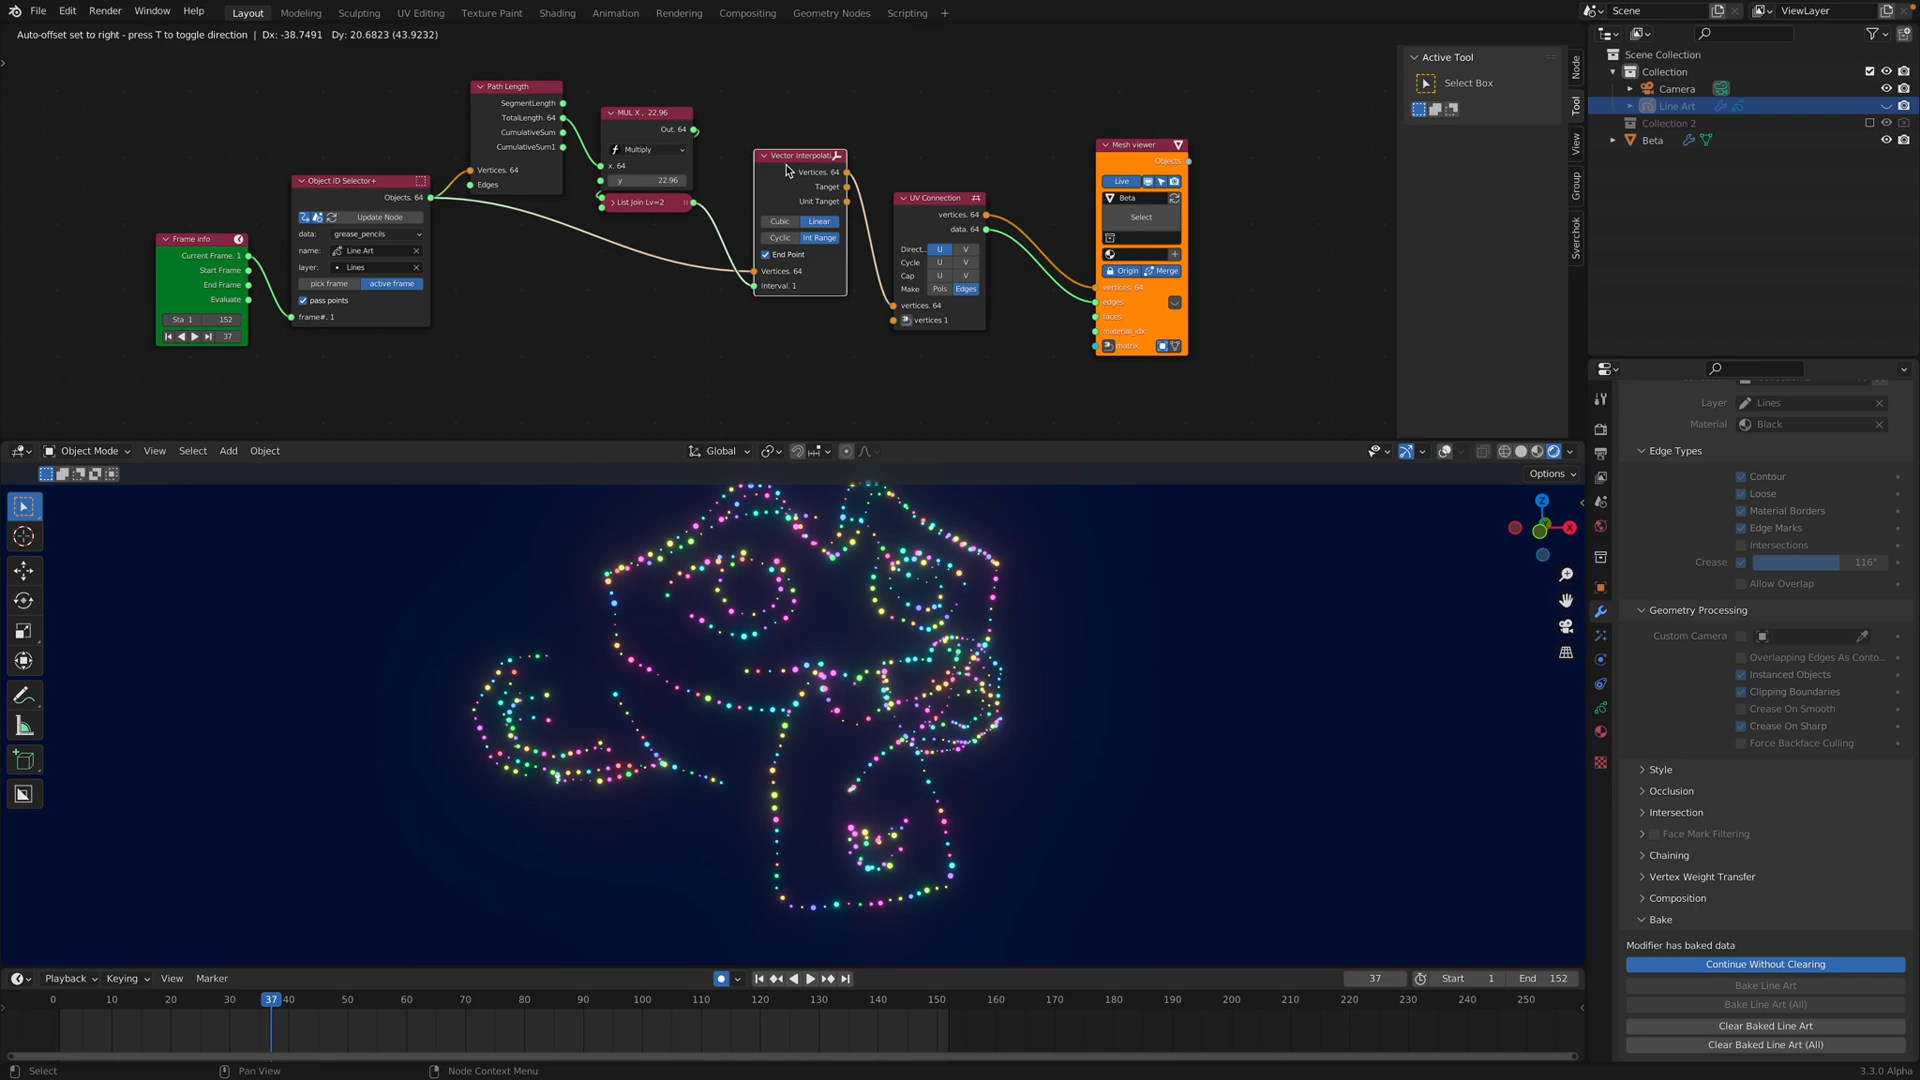 File Edit Render Window Help Layout Modeling Sculpting UV Editing Texture Paint Shading Animation Rendering Compositing Geometry Nodes Scripting + Scene ViewLayer
Auto-offset set to right - press T to toggle direction | Dx: -38.7491 Dy: 20.6823 (43.9232)
Frame info
Current Frame. 1
Start Frame
End Frame
Evaluate
Sta 1 152
37
Object ID Selector+
Objects. 64
Update Node
data: grease_pencils
name: Line Art
layer: Lines
pick frame active frame
pass points
frame#. 1
Path Length
SegmentLength
TotalLength. 64
CumulativeSum
CumulativeSum1
Vertices. 64
Edges
MUL X , 22.96
Out. 64
Multiply
x. 64
y 22.96
List Join Lv=2
Vector Interpolati
Vertices. 64
Tanget
Unit Tanget
Cubic Linear
Cyclic Int Range
End Point
Vertices. 64
Interval. 1
UV Connection
vertices. 64
data. 64
Direct.. U V
Cycle U V
Cap U V
Make Pols Edges
vertices. 64
vertices 1
Mesh viewer
Objects
Live
Beta
Select
+
Origin Merge
vertices. 64
edges
faces
material_idx
matrix
Active Tool
Select Box
Node
Tool
View
Group
Sverchok
Scene Collection
Collection
Camera
Line Art
Collection 2
Beta
Layer Lines
Material Black
Edge Types
Contour
Loose
Material Borders
Edge Marks
Intersections
Crease 116°
Allow Overlap
Geometry Processing
Custom Camera
Overlapping Edges As Conto...
Instanced Objects
Clipping Boundaries
Crease On Smooth
Crease On Sharp
Force Backface Culling
Style
Occlusion
Intersection
Face Mark Filtering
Chaining
Vertex Weight Transfer
Composition
Bake
Modifier has baked data
Continue Without Clearing
Bake Line Art
Bake Line Art (All)
Clear Baked Line Art
Clear Baked Line Art (All)
Object Mode View Select Add Object Global
Options
Z
X
Playback Keying View Marker 37 Start 1 End 152
0 10 20 30 37 40 50 60 70 80 90 100 110 120 130 140 150 160 170 180 190 200 210 220 230 240 250
Select Pan View Node Context Menu 3.3.0 Alpha